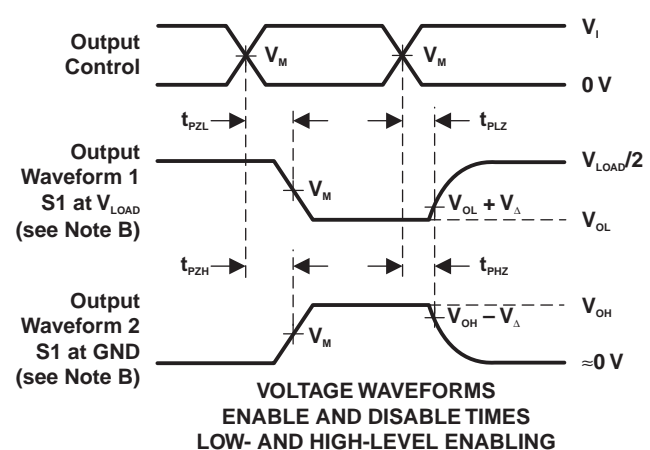 Output
Control
V_M
V_M
V_I
0 V
t_PZL
t_PLZ
Output
Waveform 1
S1 at V_LOAD
(see Note B)
V_M
V_OL + V_Δ
V_LOAD/2
V_OL
t_PZH
t_PHZ
Output
Waveform 2
S1 at GND
(see Note B)
V_M
V_OH − V_Δ
V_OH
≈0 V
VOLTAGE WAVEFORMS
ENABLE AND DISABLE TIMES
LOW- AND HIGH-LEVEL ENABLING